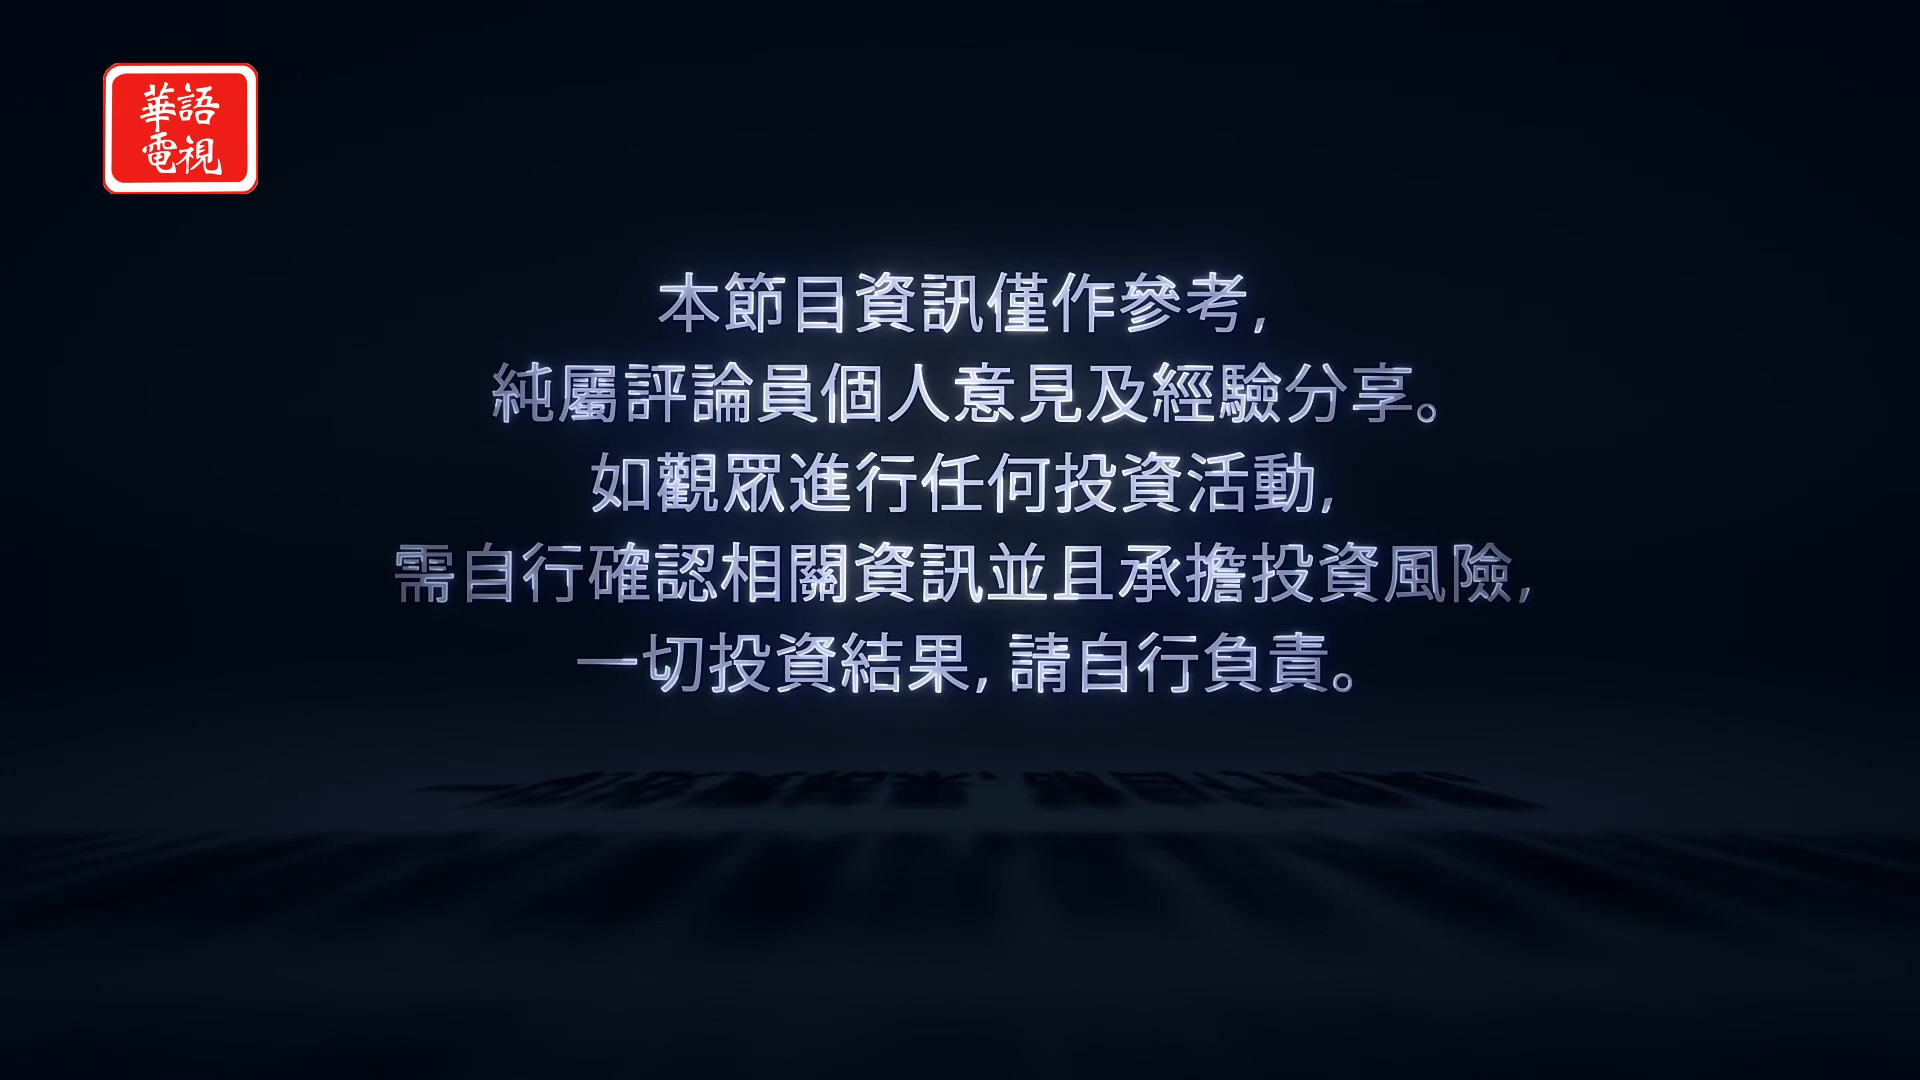 華語
電視
本節目資訊僅作參考,
純屬評論員個人意見及經驗分享。
如觀眾進行任何投資活動,
需自行確認相關資訊並且承擔投資風險,
一切投資結果, 請自行負責。